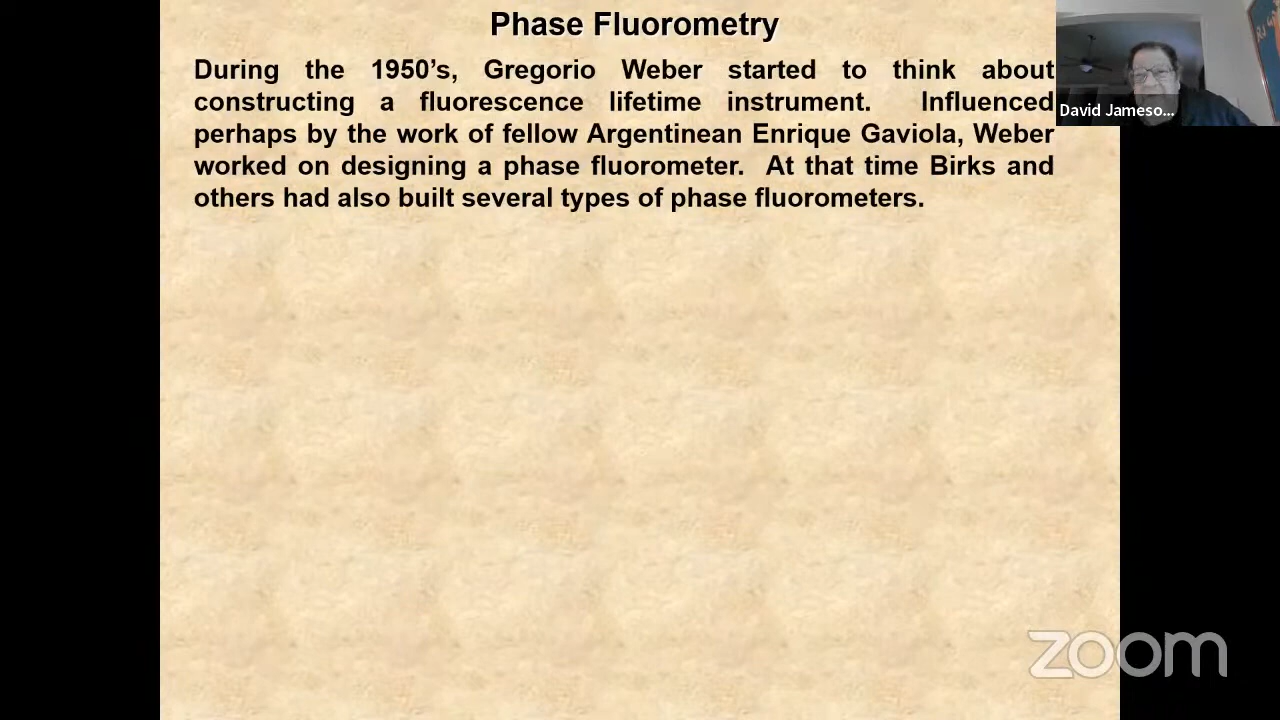 Phase Fluorometry
During the 1950’s, Gregorio Weber started to think about
constructing a fluorescence lifetime instrument. Influenced
perhaps by the work of fellow Argentinean Enrique Gaviola, Weber
worked on designing a phase fluorometer. At that time Birks and
others had also built several types of phase fluorometers.
David Jameso...
zoom